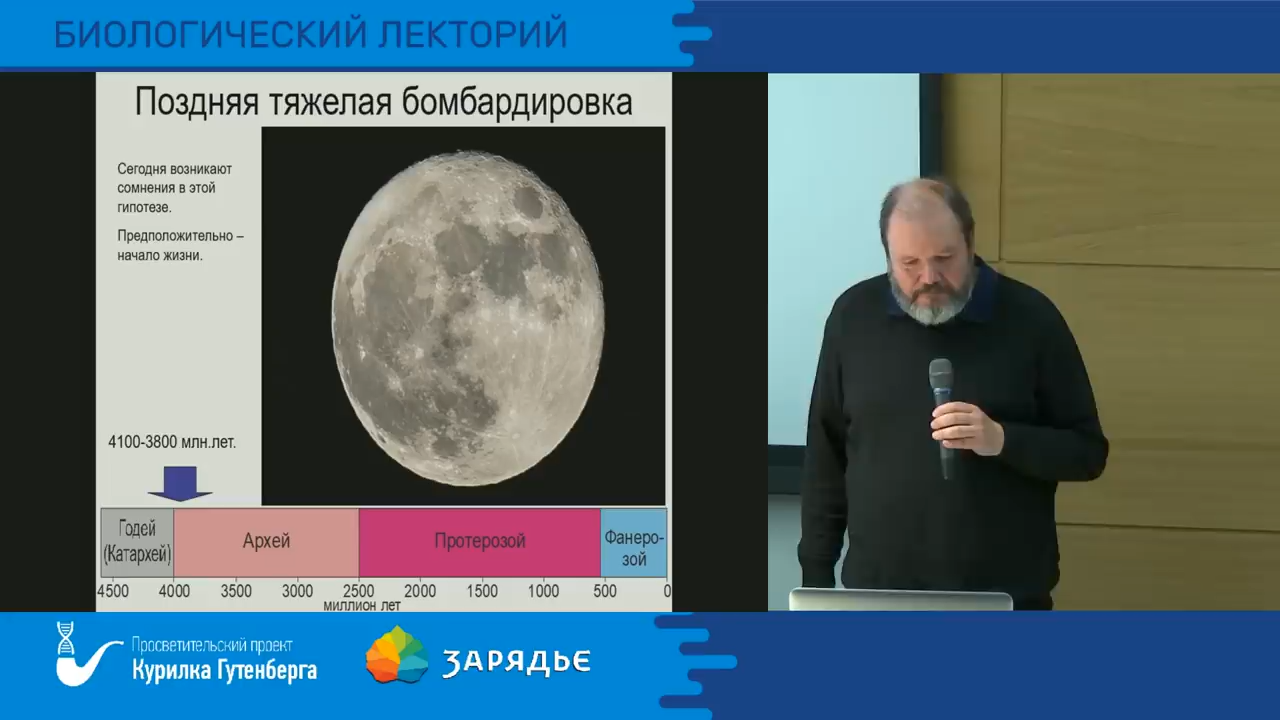 БИОЛОГИЧЕСКИЙ ЛЕКТОРИЙ
Поздняя тяжелая бомбардировка
Сегодня возникают
сомнения в этой
гипотезе.
Предположительно –
начало жизни.
4100-3800 млн.лет.
Годей
(Катархей)
Архей
Протерозой
Фанеро-
зой
4500 4000 3500 3000 2500 2000 1500 1000 500 0
миллион лет
Просветительский проект
Курилка Гутенберга
ЗАРЯДЬЕ